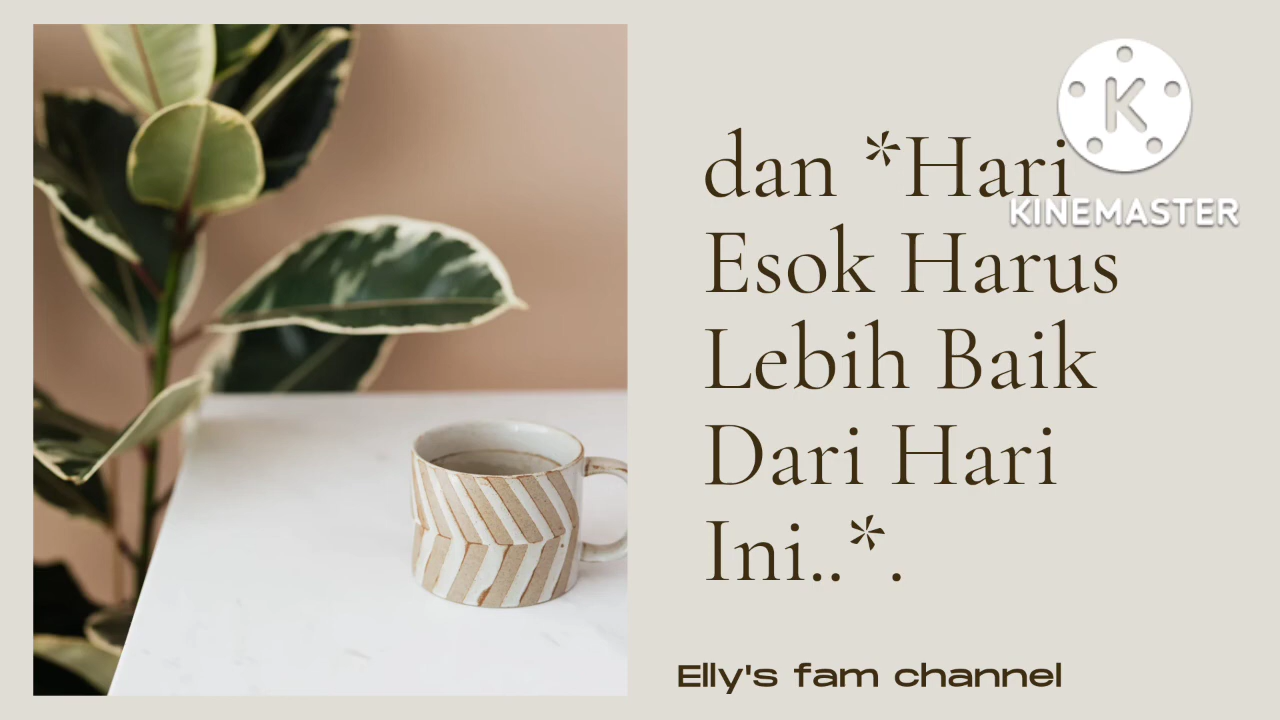 dan *Hari
Esok Harus
Lebih Baik
Dari Hari
Ini..*.
K
KINEMASTER
Elly's fam channel